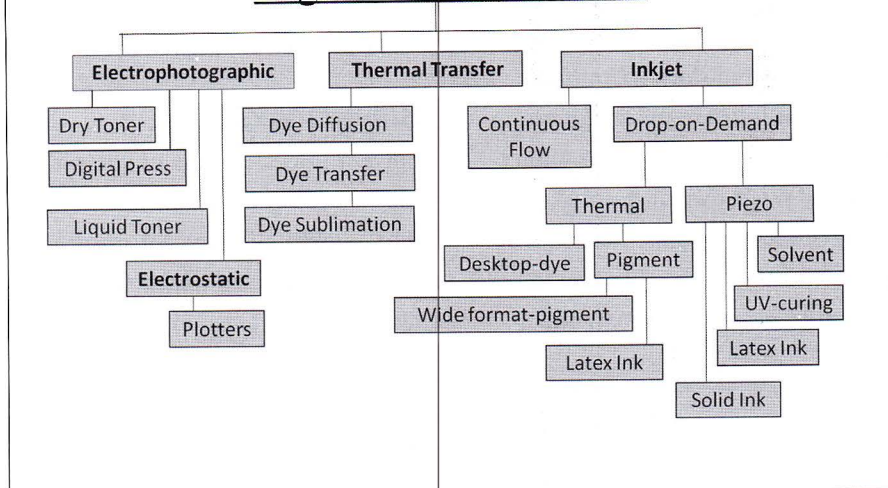 Electrophotographic
Thermal Transfer
Inkjet
Dry Toner
Digital Press
Liquid Toner
Electrostatic
Plotters
Dye Diffusion
Dye Transfer
Dye Sublimation
Continuous
Flow
Drop-on-Demand
Thermal
Piezo
Desktop-dye
Pigment
Wide format-pigment
Latex Ink
Solvent
UV-curing
Latex Ink
Solid Ink